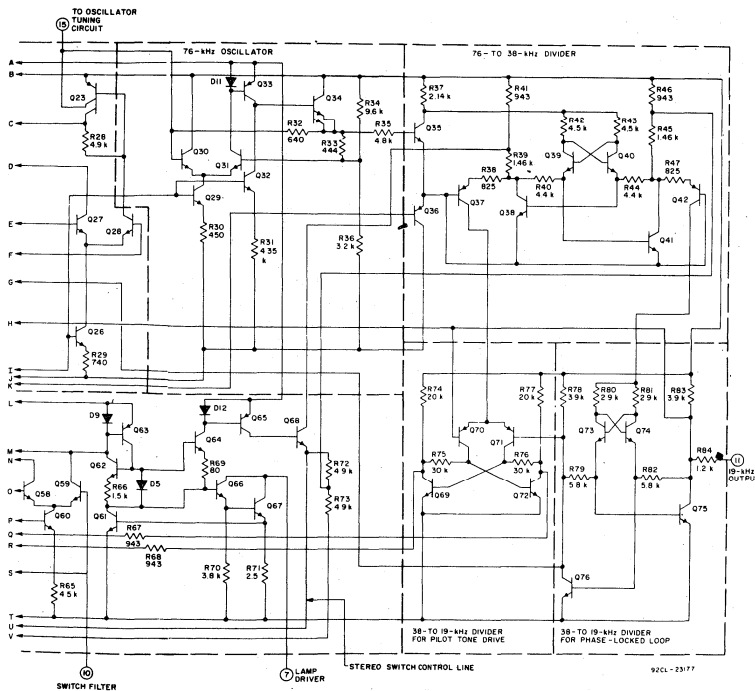 TO OSCILLATOR
TUNING
CIRCUIT
15
76-kHz OSCILLATOR
76- TO 38-kHz DIVIDER
A
B
C
D
E
F
G
H
I
J
K
L
M
N
O
P
Q
R
S
T
U
V
Q23
R28
4.9 k
Q27
Q28
Q26
R29
740
D11
Q33
Q34
Q30
Q31
R32
640
R33
444
R34
9.6 k
R35
4.8 k
Q29
Q32
R30
450
R31
4.35
k
R36
3.2 k
R37
2.14 k
R41
943
R46
943
Q35
R42
4.5 k
R43
4.5 k
R45
1.46 k
R39
1.46 k
Q39
Q40
R38
825
R40
4.4 k
R44
4.4 k
R47
825
Q36
Q37
Q38
Q42
Q41
D9
Q63
D12
Q65
Q68
Q64
Q62
R69
80
R66
1.5 k
D5
Q66
Q67
R72
4.9 k
R73
4.9 k
Q58
Q59
Q60
Q61
R67
943
R68
943
R65
4.5 k
R70
3.8 k
R71
2.5
R74
20 k
R77
20 k
Q70
Q71
R75
30 k
R76
30 k
Q69
Q72
R78
3.9 k
R80
2.9 k
R81
2.9 k
R83
3.9 k
Q73
Q74
R79
5.8 k
R82
5.8 k
R84
1.2 k
11
19-kHz
OUTPUT
Q75
Q76
38-TO 19-kHz DIVIDER
FOR PILOT TONE DRIVE
38-TO 19-kHz DIVIDER
FOR PHASE-LOCKED LOOP
10
SWITCH FILTER
7
LAMP
DRIVER
STEREO SWITCH CONTROL LINE
92CL-23177